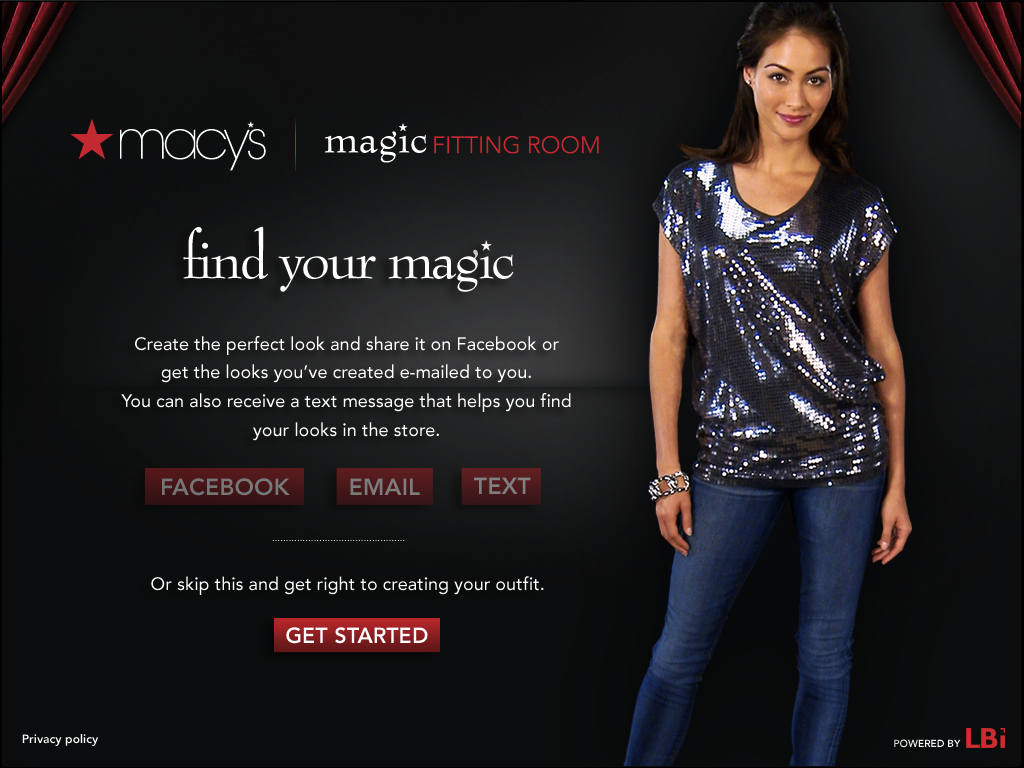 macy's
magic FITTING ROOM
find your magic
Create the perfect look and share it on Facebook or
get the looks you've created e-mailed to you.
You can also receive a text message that helps you find
your looks in the store.
FACEBOOK EMAIL TEXT
Or skip this and get right to creating your outfit.
GET STARTED
Privacy policy
POWERED BY LBi